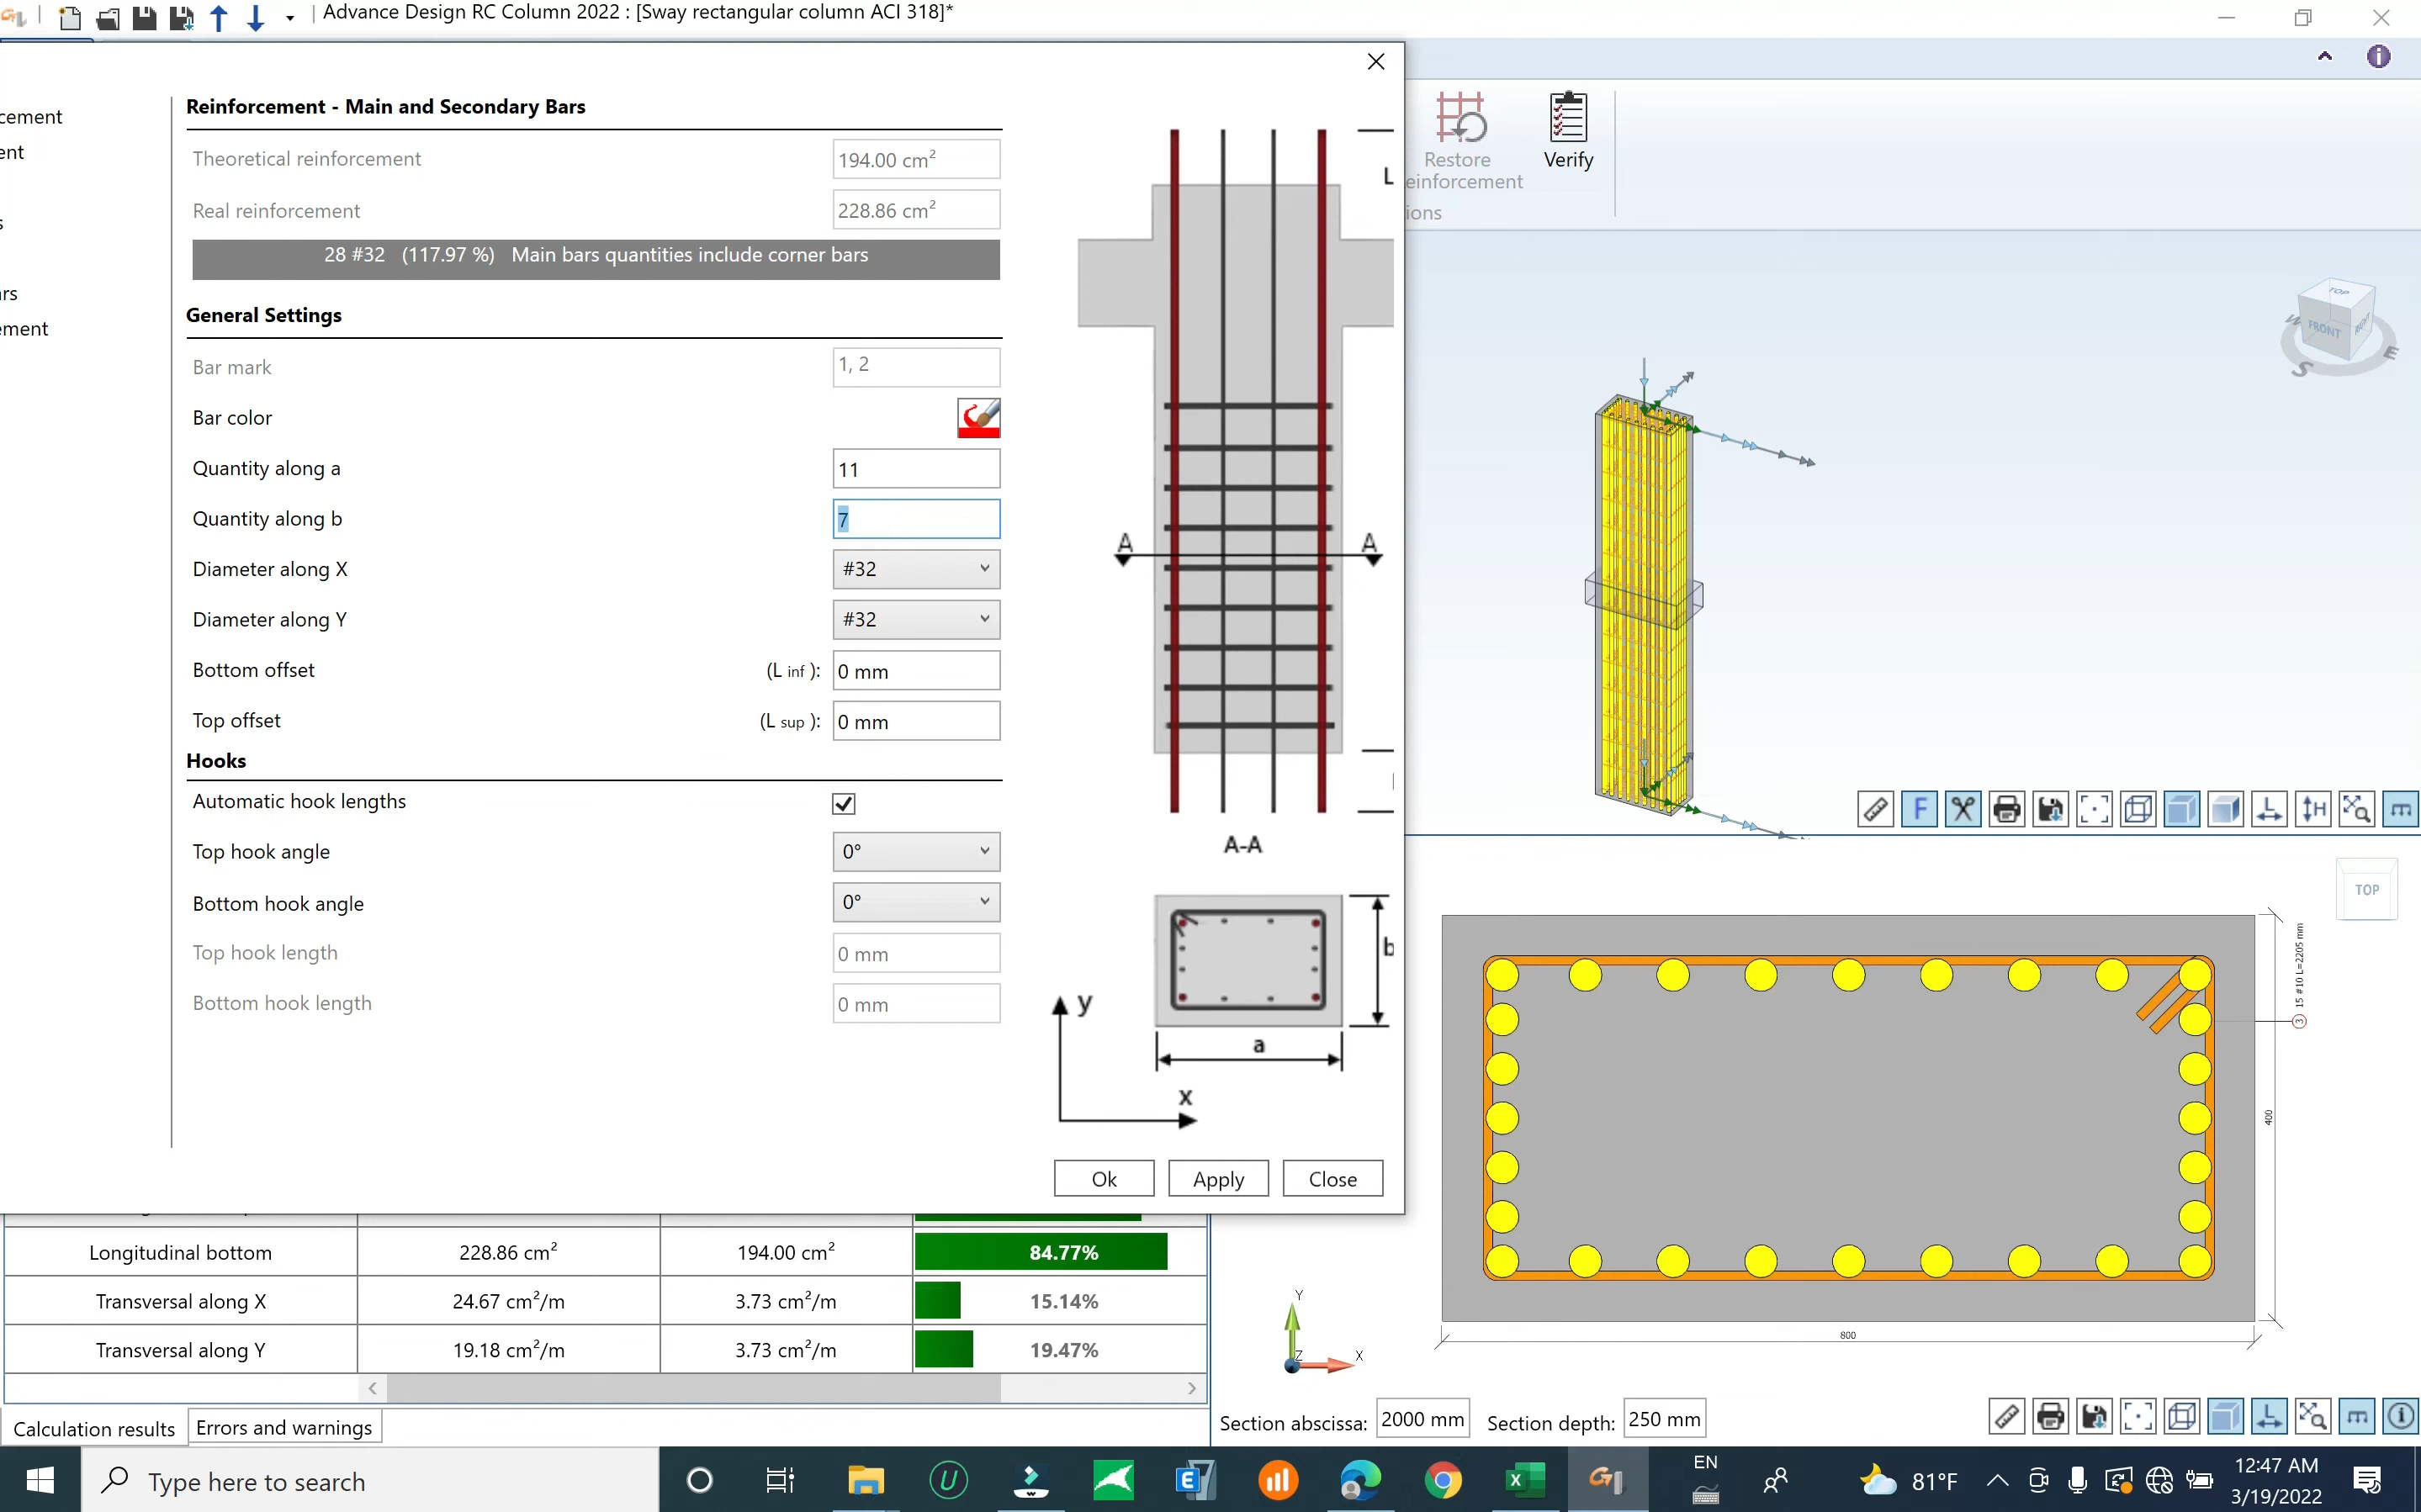 Advance Design RC Column 2022 : [Sway rectangular column ACI 318]*
cement
ent
s
rs
ement
Reinforcement - Main and Secondary Bars
Theoretical reinforcement 194.00 cm²
Real reinforcement 228.86 cm²
28 #32 (117.97 %) Main bars quantities include corner bars
General Settings
Bar mark 1, 2
Bar color
Quantity along a 11
Quantity along b 7
Diameter along X #32
Diameter along Y #32
Bottom offset (L inf ): 0 mm
Top offset (L sup ): 0 mm
Hooks
Automatic hook lengths
Top hook angle 0°
Bottom hook angle 0°
Top hook length 0 mm
Bottom hook length 0 mm
L
A A
A-A
b
a
y
x
Ok Apply Close
Restore
einforcement
Verify
ions
TOP
FRONT
RIGHT
W
S
E
F
H
TOP
15 #10 L=2205 mm
3
400
800
Y
Z
X
Longitudinal bottom 228.86 cm² 194.00 cm² 84.77%
Transversal along X 24.67 cm²/m 3.73 cm²/m 15.14%
Transversal along Y 19.18 cm²/m 3.73 cm²/m 19.47%
Calculation results Errors and warnings
Section abscissa: 2000 mm Section depth: 250 mm
Type here to search
EN
81°F
12:47 AM
3/19/2022